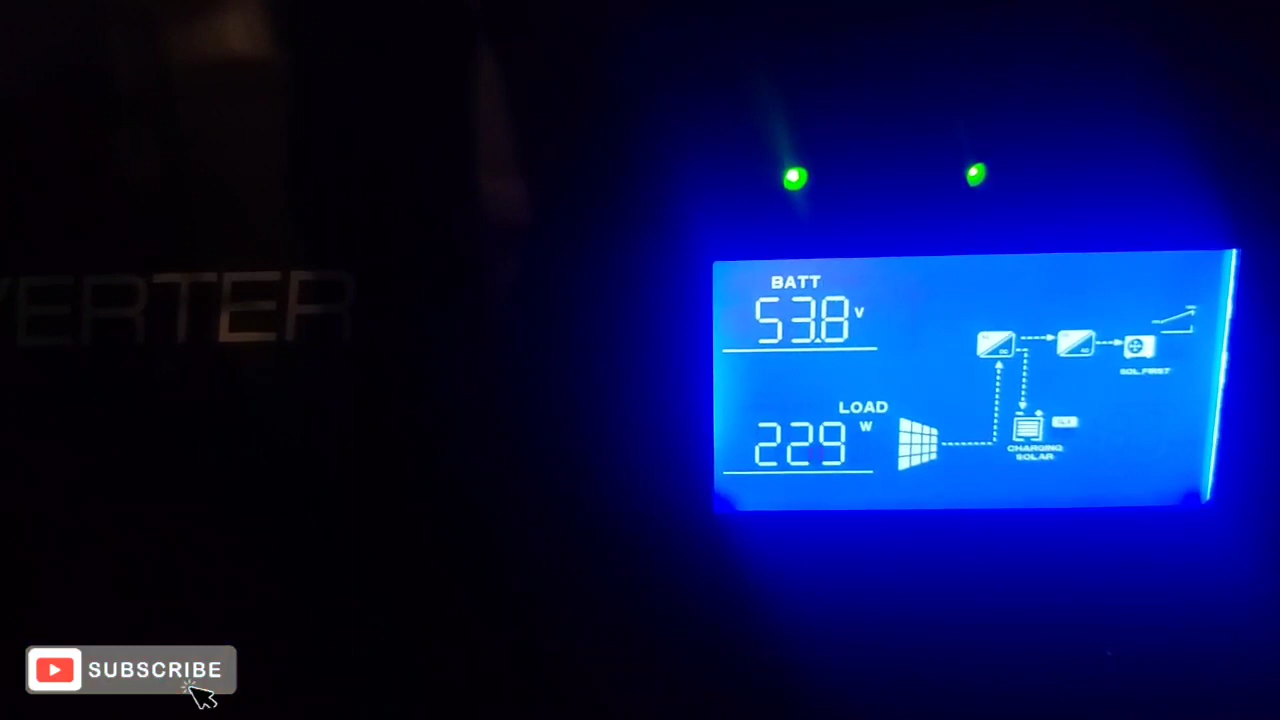 VERTER
BATT
53.8 V
LOAD
229 W
SOL.FIRST
CHARGING
SOLAR
SUBSCRIBE